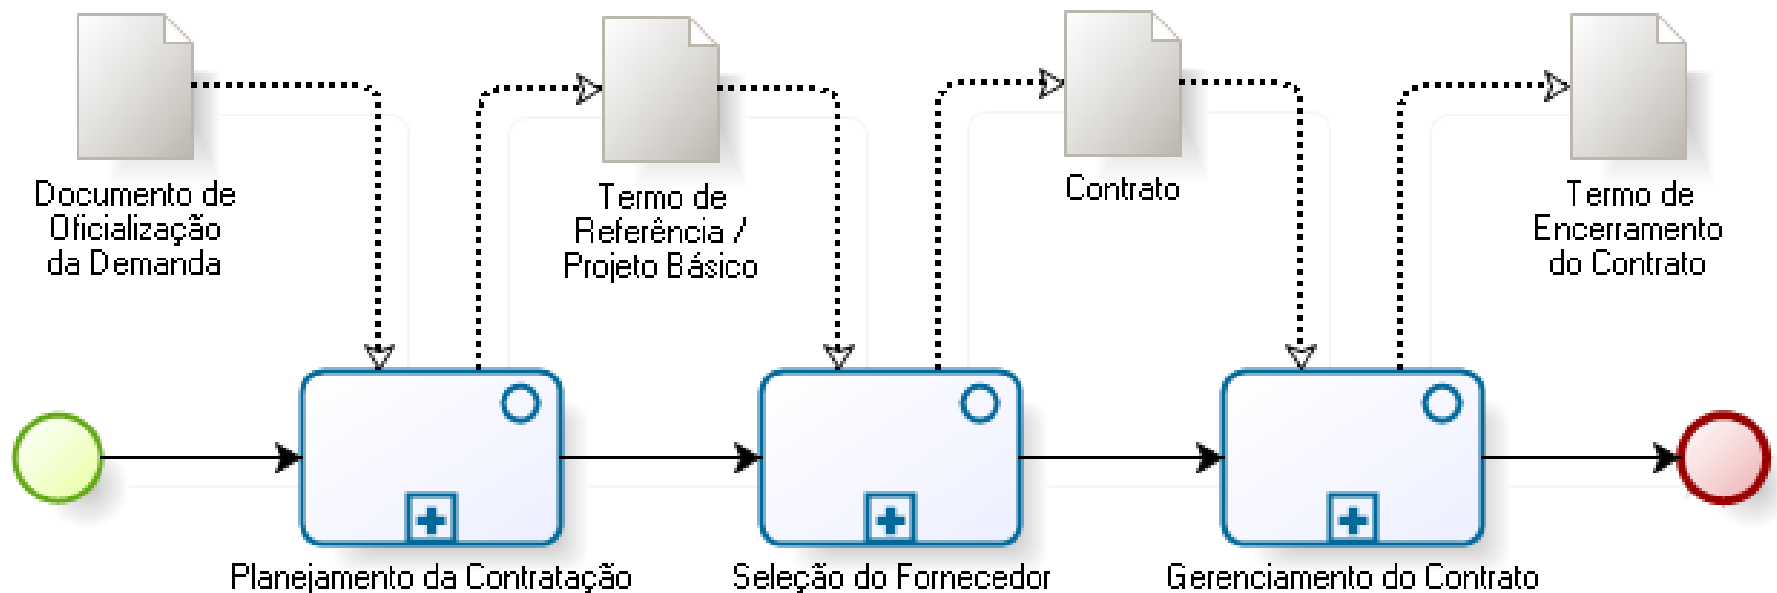 Documento de
Oficialização
da Demanda
Termo de
Referência /
Projeto Básico
Contrato
Termo de
Encerramento
do Contrato
Planejamento da Contratação
Seleção do Fornecedor
Gerenciamento do Contrato